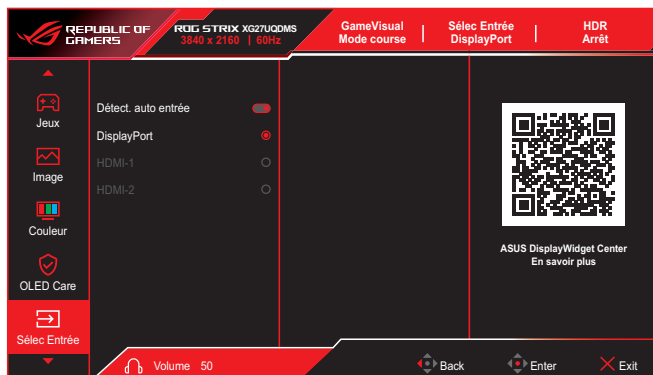 REPUBLIC OF
GAMERS
ROG STRIX XG27UQDMS
3840 x 2160 | 60Hz
GameVisual
Mode course
Sélec Entrée
DisplayPort
HDR
Arrêt
Jeux
Image
Couleur
OLED Care
Sélec Entrée
Détect. auto entrée
DisplayPort
HDMI-1
HDMI-2
ASUS DisplayWidget Center
En savoir plus
Volume 50
Back
Enter
Exit